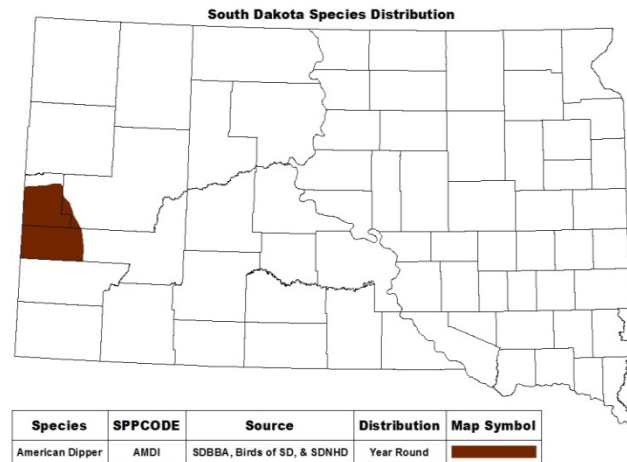 South Dakota Species Distribution
Species SPPCODE Source Distribution Map Symbol
American Dipper AMDI SDBBA, Birds of SD, & SDNHD Year Round